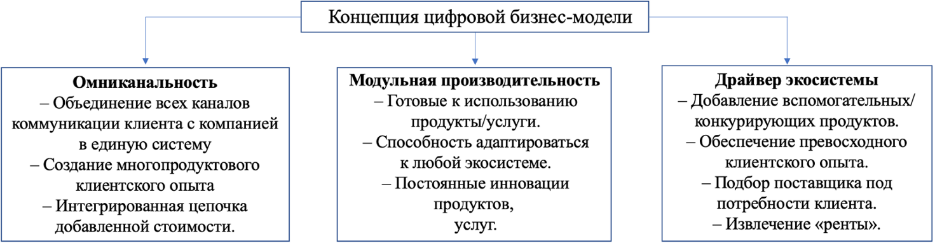 Концепция цифровой бизнес-модели
Омниканальность
– Объединение всех каналов
коммуникации клиента с компанией
в единую систему
– Создание многопродуктового
клиентского опыта
– Интегрированная цепочка
добавленной стоимости.
Модульная производительность
– Готовые к использованию
продукты/услуги.
– Способность адаптироваться
к любой экосистеме.
– Постоянные инновации
продуктов,
услуг.
Драйвер экосистемы
– Добавление вспомогательных/
конкурирующих продуктов.
– Обеспечение превосходного
клиентского опыта.
– Подбор поставщика под
потребности клиента.
– Извлечение «ренты».